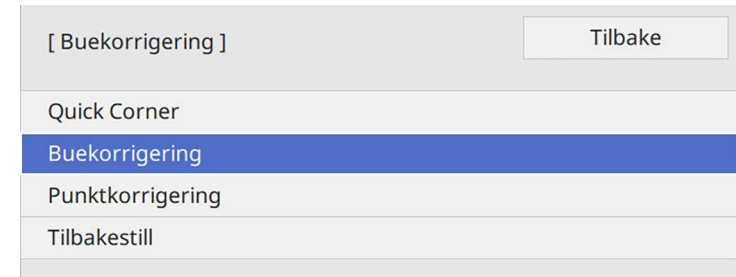 [ Buekorrigering ]
Tilbake
Quick Corner
Buekorrigering
Punktkorrigering
Tilbakestill